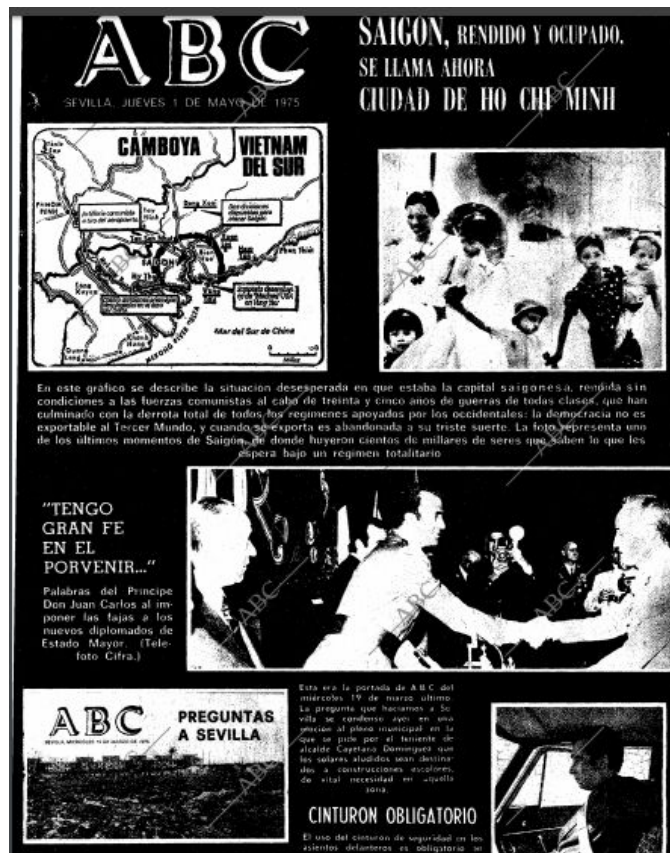 ABC
SEVILLA, JUEVES 1 DE MAYO DE 1975
SAIGON, RENDIDO Y OCUPADO,
SE LLAMA AHORA
CIUDAD DE HO CHI MINH
CAMBOYA
VIETNAM
DEL SUR
SAIGON
Mar del Sur de China
En este gráfico se describe la situación desesperada en que estaba la capital saigonesa, rendida sin
condiciones a las fuerzas comunistas al cabo de treinta y cinco años de guerras de todas clases, que han
culminado con la derrota total de todos los regimenes apoyados por los occidentales: la democracia no es
exportable al Tercer Mundo, y cuando se exporta es abandonada a su triste suerte. La foto representa uno
de los últimos momentos de Saigón, de donde huyeron cientos de millares de seres que saben lo que les
espera bajo un régimen totalitario
"TENGO
GRAN FE
EN EL
PORVENIR..."
Palabras del Príncipe
Don Juan Carlos al im-
poner las fajas a los
nuevos diplomados de
Estado Mayor. (Tele-
foto Cifra.)
ABC
PREGUNTAS
A SEVILLA
Esta era la portada de A B C del
miércoles 19 de marzo último.
La pregunta que hacíamos a Se-
villa se condensó ayer en una
moción al pleno municipal en la
que se pide por el teniente de
alcalde Cayetano Domínguez que
los solares aludidos sean destina-
dos a construcciones escolares,
de vital necesidad en aquella
zona.
CINTURON OBLIGATORIO
El uso del cinturón de seguridad en los
asientos delanteros es obligatorio